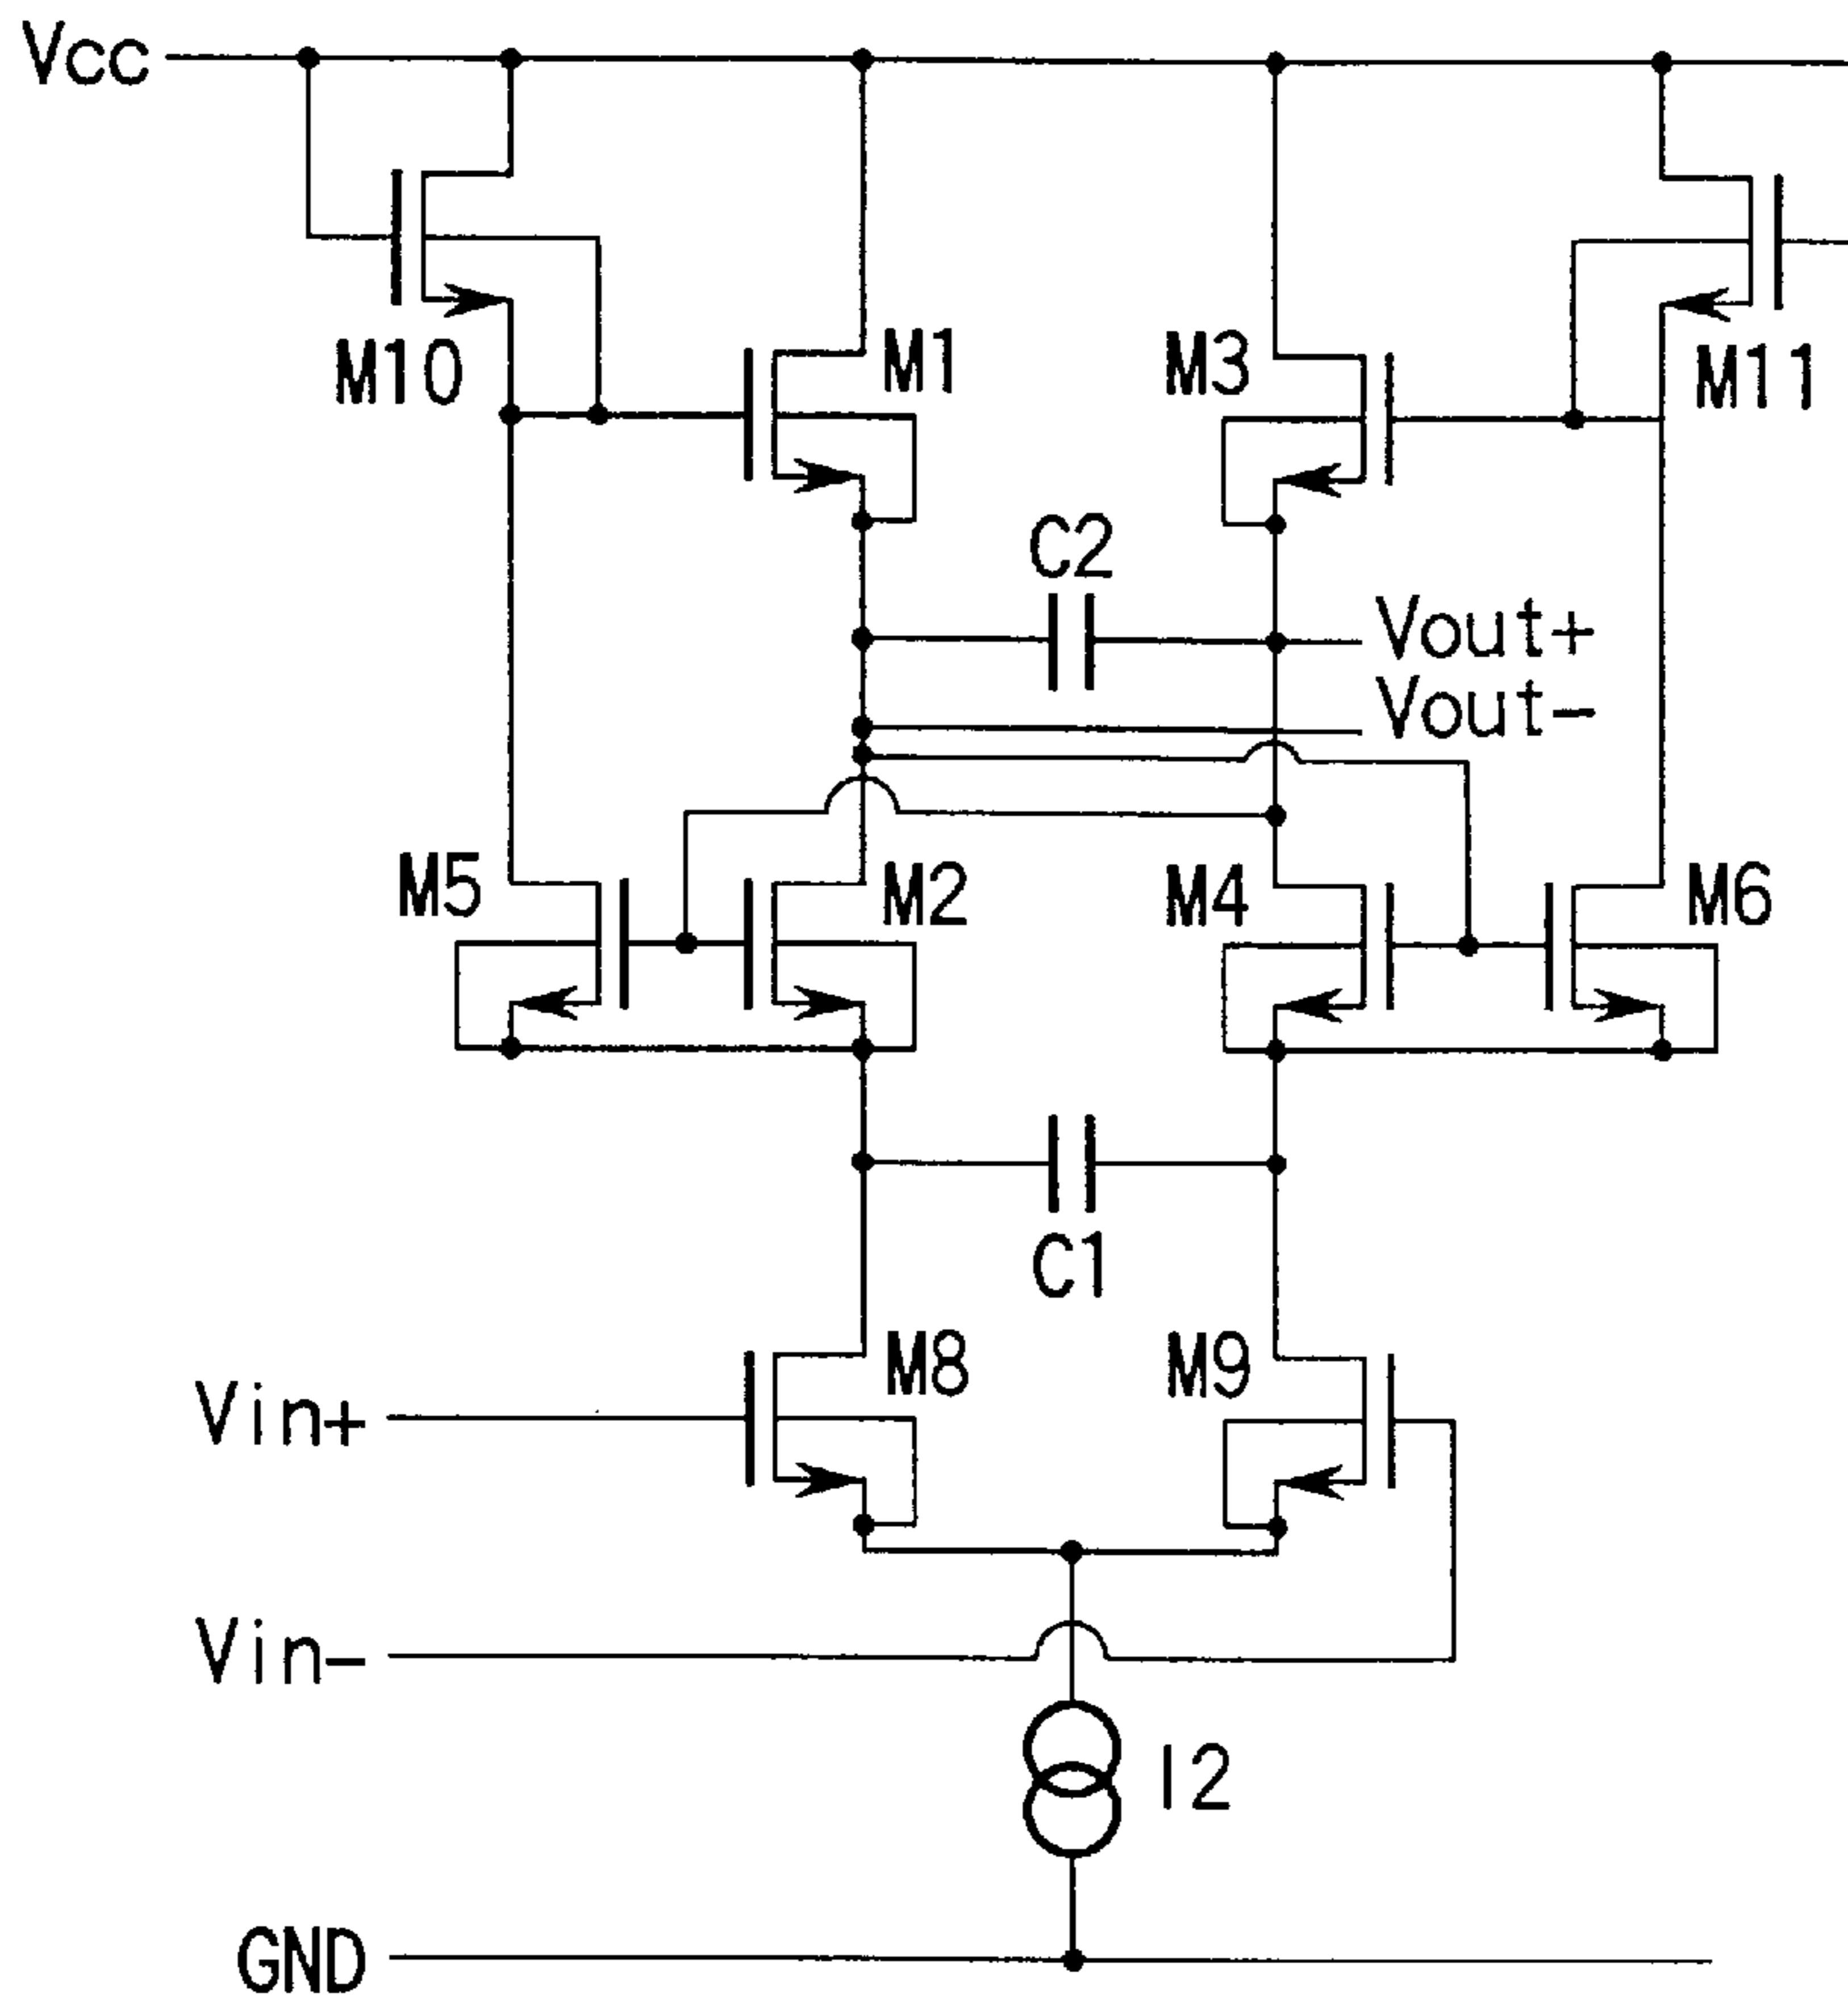 Vcc
M10
M1
M3
M11
C2
Vout+
Vout-
M5
M2
M4
M6
C1
M8
M9
Vin+
Vin-
I2
GND